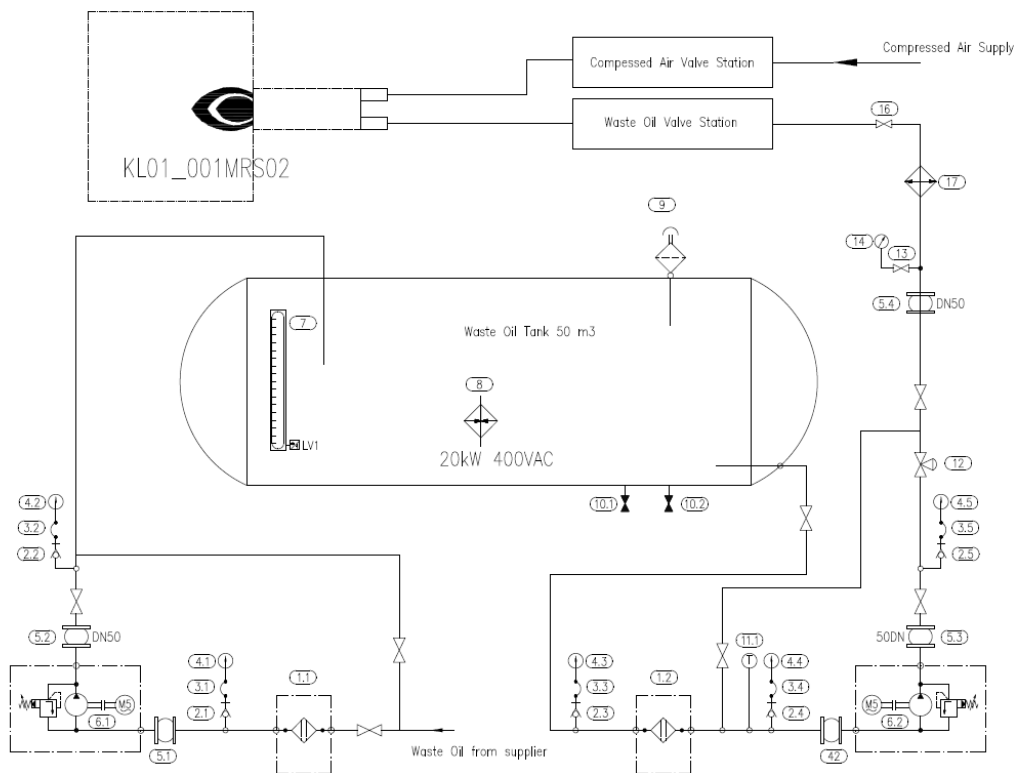 Compressed Air Supply
Compessed Air Valve Station
Waste Oil Valve Station
16
KL01_001MRS02
17
9
14
13
5.4
DN50
7
Waste Oil Tank 50 m3
8
LV1
20kW 400VAC
12
4.2
10.1
10.2
4.5
3.2
3.5
2.2
2.5
5.2
DN50
50DN
5.3
11.1
4.1
1.1
4.3
1.2
4.4
3.1
3.3
3.4
M5
6.1
2.1
2.3
2.4
M5
6.2
5.1
Waste Oil from supplier
42